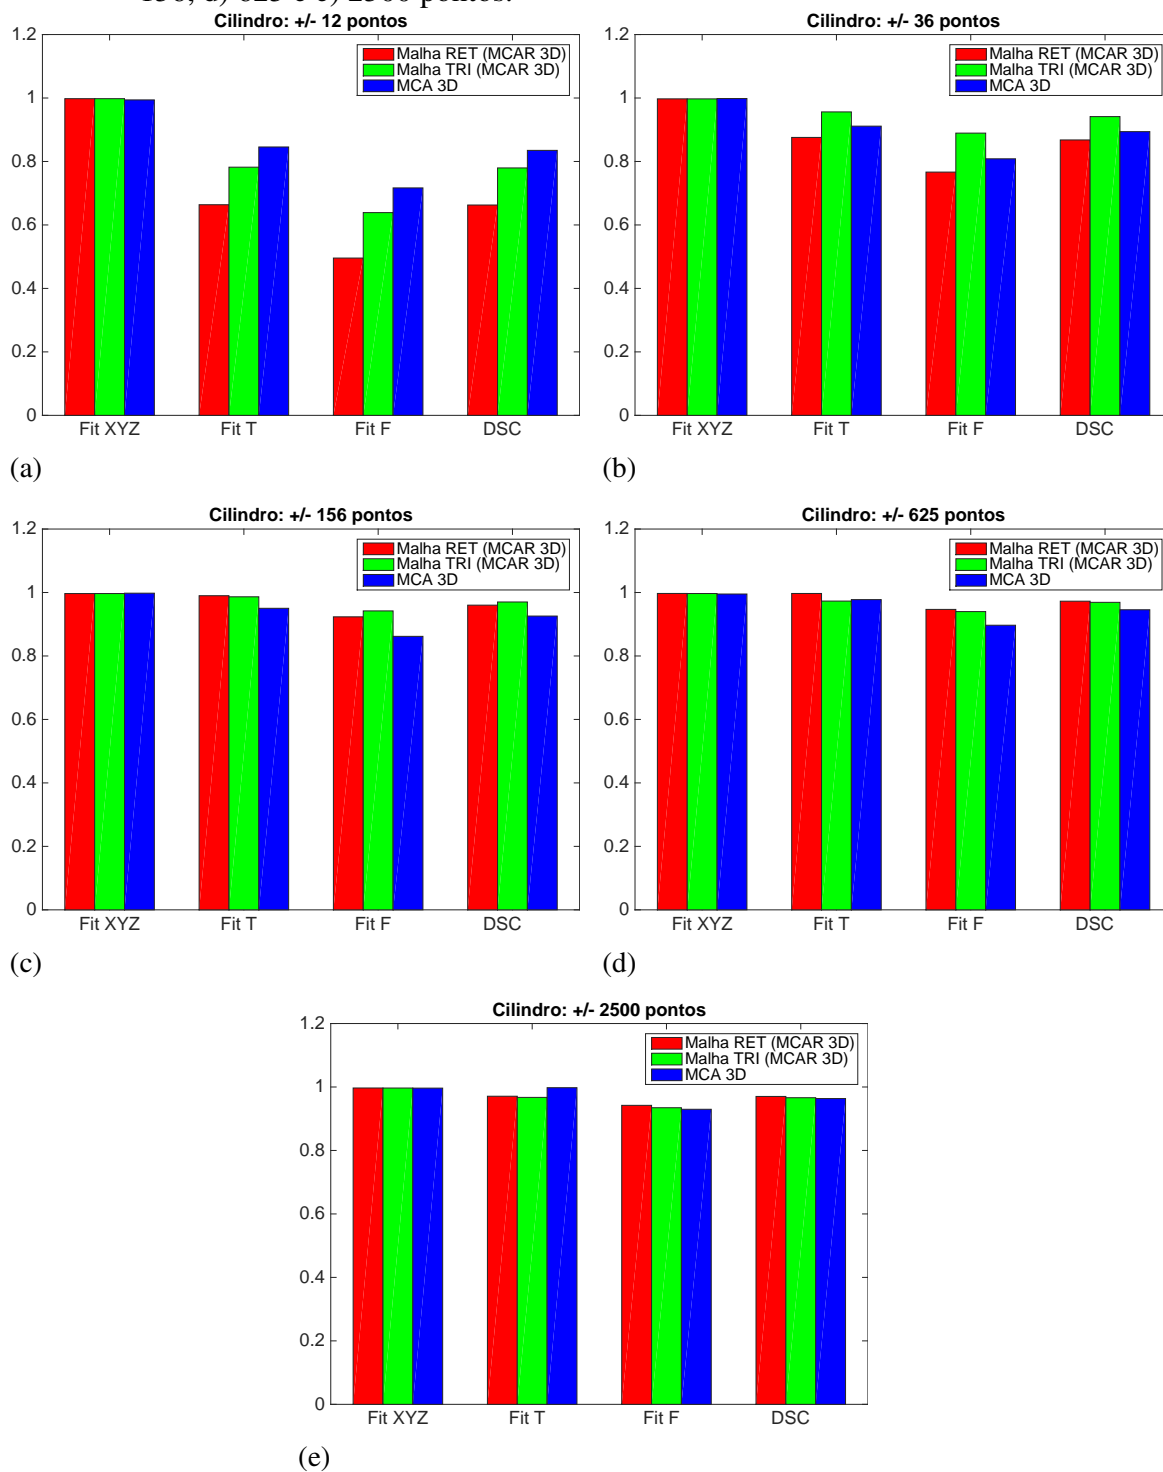 156, d) 625 e e) 2500 pontos.
Cilindro: +/- 12 pontos
1.2
1
0.8
0.6
0.4
0.2
0
Malha RET (MCAR 3D)
Malha TRI (MCAR 3D)
MCA 3D
Fit XYZ Fit T Fit F DSC
(a)
Cilindro: +/- 36 pontos
1.2
1
0.8
0.6
0.4
0.2
0
Malha RET (MCAR 3D)
Malha TRI (MCAR 3D)
MCA 3D
Fit XYZ Fit T Fit F DSC
(b)
Cilindro: +/- 156 pontos
1.2
1
0.8
0.6
0.4
0.2
0
Malha RET (MCAR 3D)
Malha TRI (MCAR 3D)
MCA 3D
Fit XYZ Fit T Fit F DSC
(c)
Cilindro: +/- 625 pontos
1.2
1
0.8
0.6
0.4
0.2
0
Malha RET (MCAR 3D)
Malha TRI (MCAR 3D)
MCA 3D
Fit XYZ Fit T Fit F DSC
(d)
Cilindro: +/- 2500 pontos
1.2
1
0.8
0.6
0.4
0.2
0
Malha RET (MCAR 3D)
Malha TRI (MCAR 3D)
MCA 3D
Fit XYZ Fit T Fit F DSC
(e)